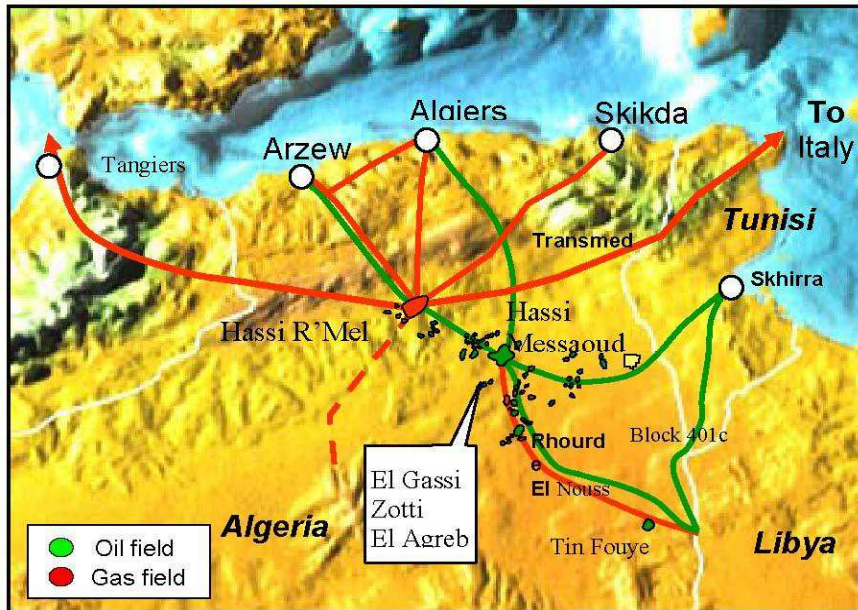 Algiers
Skikda
To
Italy
Arzew
Tangiers
Tunisi
Transmed
Skhirra
Hassi R'Mel
Hassi
Messaoud
Rhourd
e
El Nouss
Block 401c
El Gassi
Zotti
El Agreb
Algeria
Tin Fouye
Libya
Oil field
Gas field